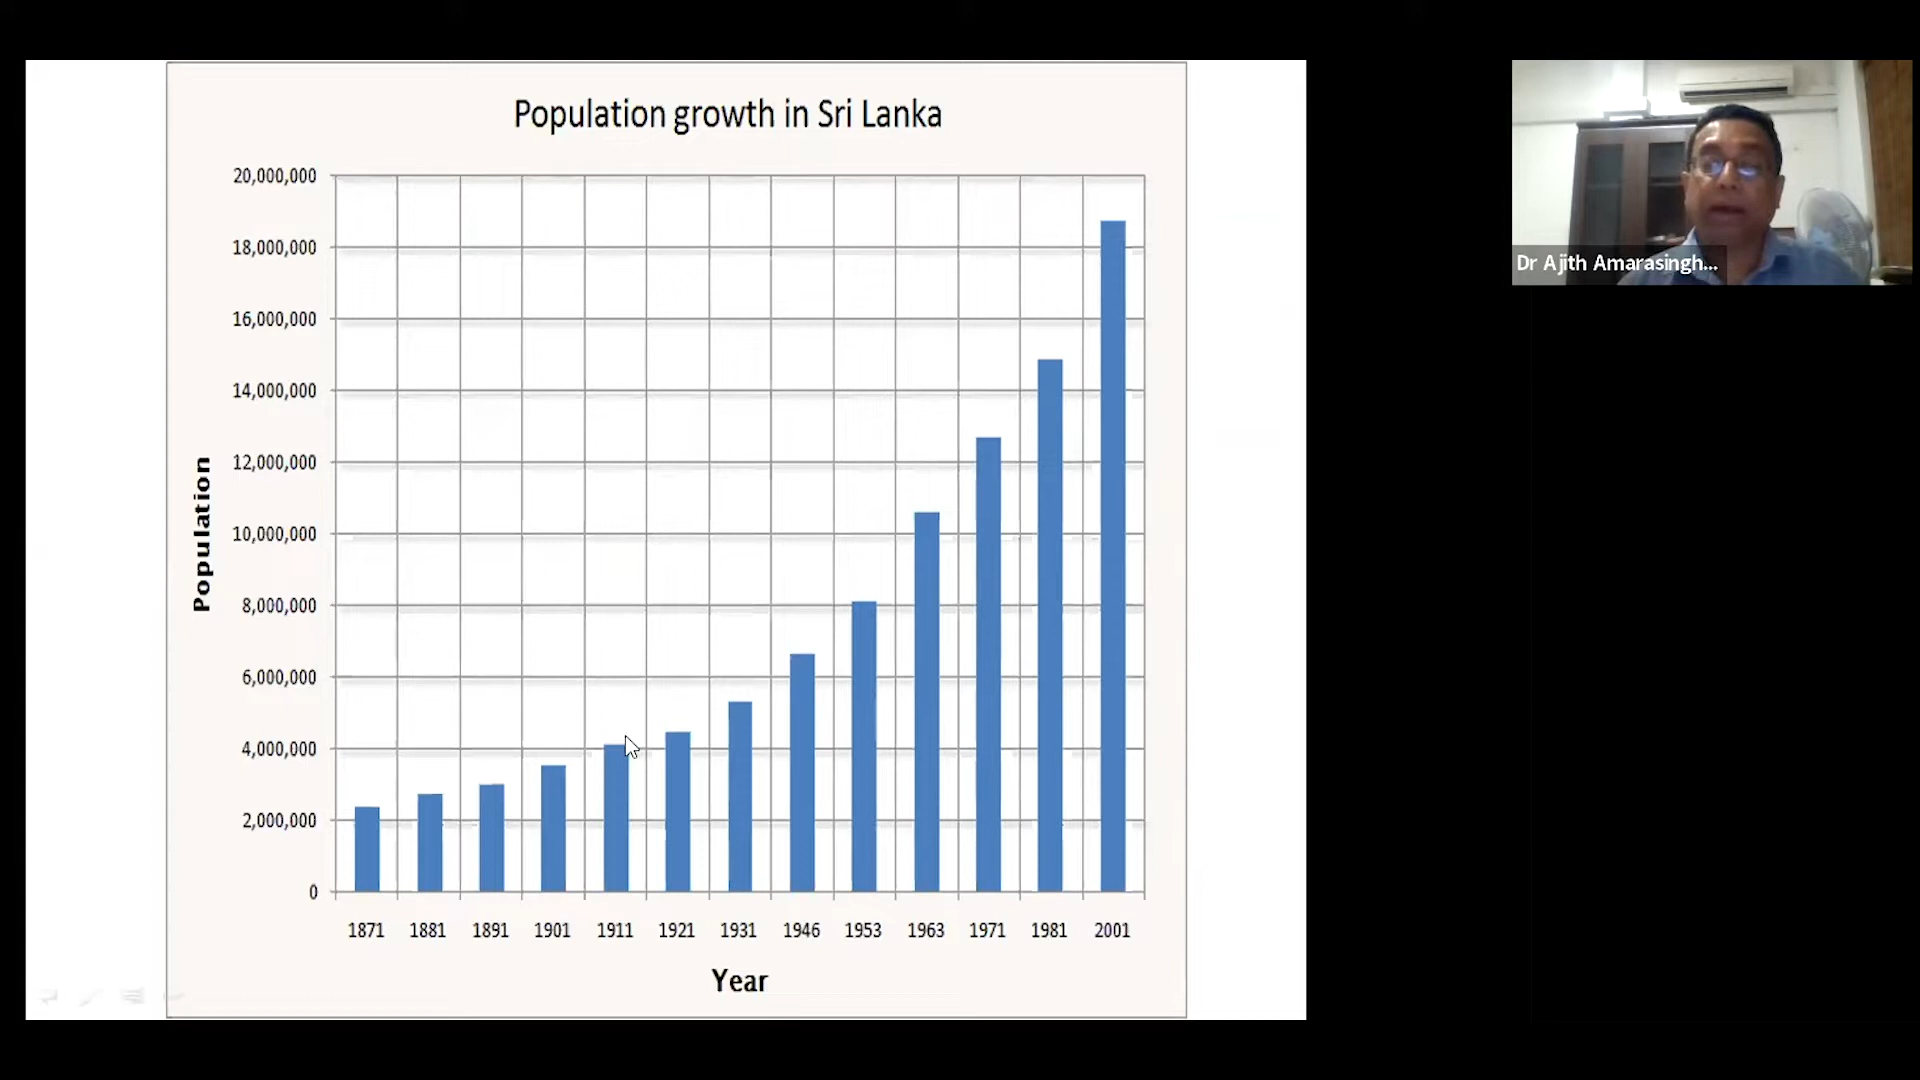 Population growth in Sri Lanka
20,000,000
18,000,000
16,000,000
14,000,000
12,000,000
10,000,000
8,000,000
6,000,000
4,000,000
2,000,000
0
Population
1871 1881 1891 1901 1911 1921 1931 1946 1953 1963 1971 1981 2001
Year
Dr Ajith Amarasingh...